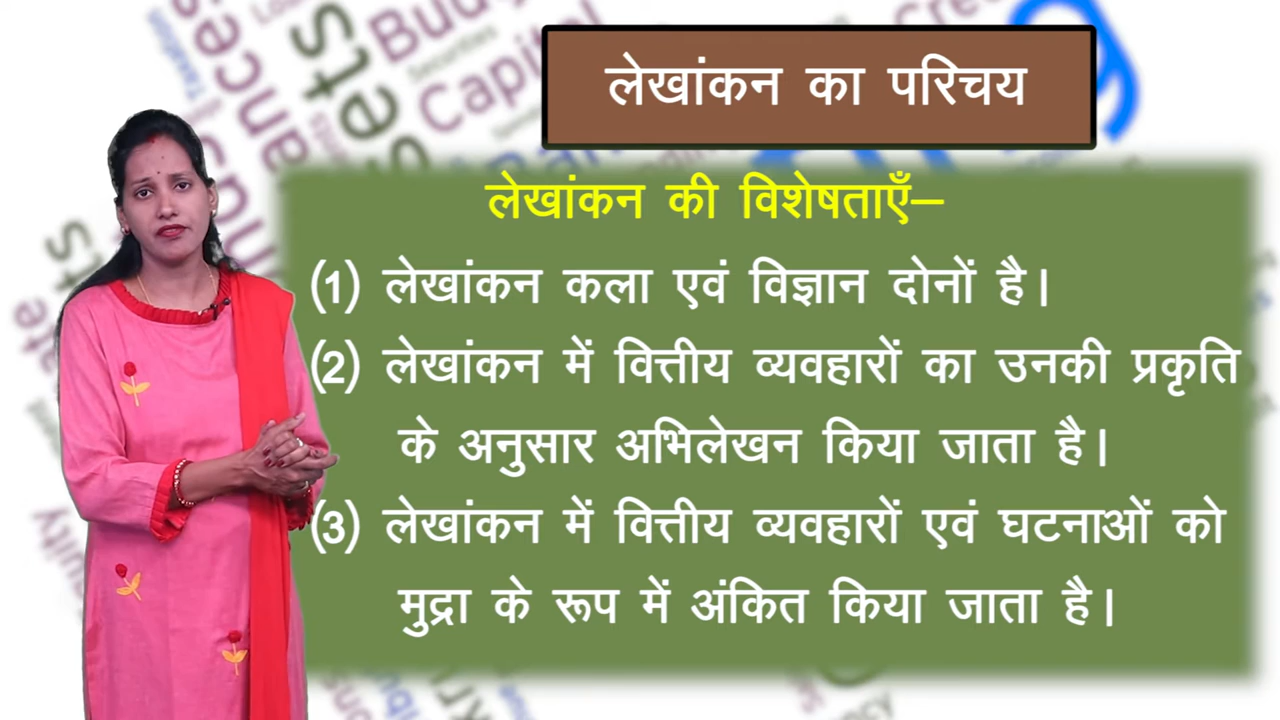 लेखांकन का परिचय
लेखांकन की विशेषताएँ–
(1) लेखांकन कला एवं विज्ञान दोनों है।
(2) लेखांकन में वित्तीय व्यवहारों का उनकी प्रकृति
के अनुसार अभिलेखन किया जाता है।
(3) लेखांकन में वित्तीय व्यवहारों एवं घटनाओं को
मुद्रा के रूप में अंकित किया जाता है।
Capital